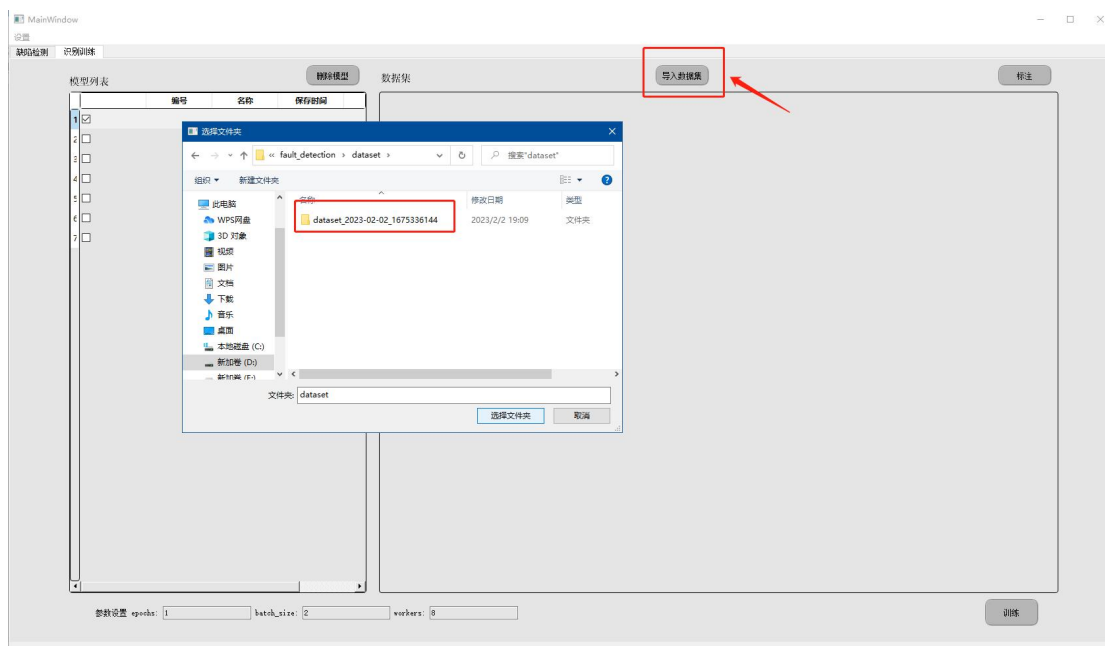 MainWindow
设置
缺陷检测 识别训练
模型列表 删除模型 数据集 导入数据集 标注
编号 名称 保存时间
1
2
3
4
5
6
7
选择文件夹
« fault_detection › dataset › 搜索"dataset"
组织 新建文件夹
名称 修改日期 类型
dataset_2023-02-02_1675336144 2023/2/2 19:09 文件夹
此电脑
WPS网盘
3D 对象
视频
图片
文档
下载
音乐
桌面
本地磁盘 (C:)
新加卷 (D:)
新加卷 (E:)
文件夹: dataset
选择文件夹 取消
参数设置 epochs: 1 batch_size: 2 workers: 8 训练